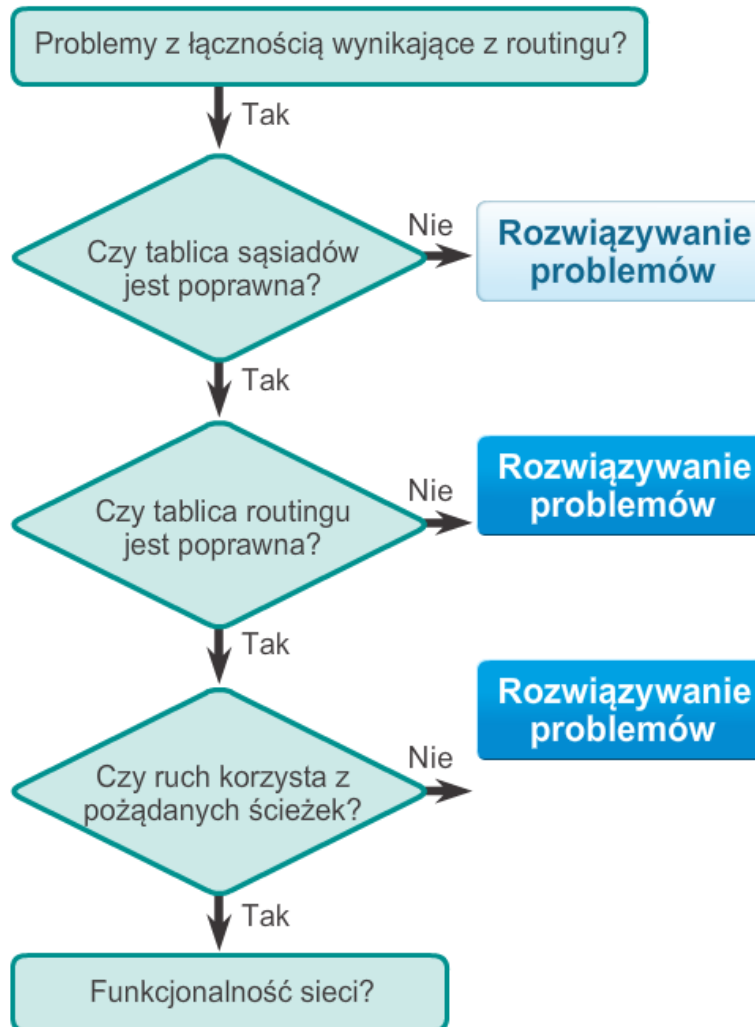 Problemy z łącznością wynikające z routingu?
Tak
Czy tablica sąsiadów
jest poprawna?
Nie
Rozwiązywanie
problemów
Tak
Czy tablica routingu
jest poprawna?
Nie
Rozwiązywanie
problemów
Tak
Czy ruch korzysta z
pożądanych ścieżek?
Nie
Rozwiązywanie
problemów
Tak
Funkcjonalność sieci?